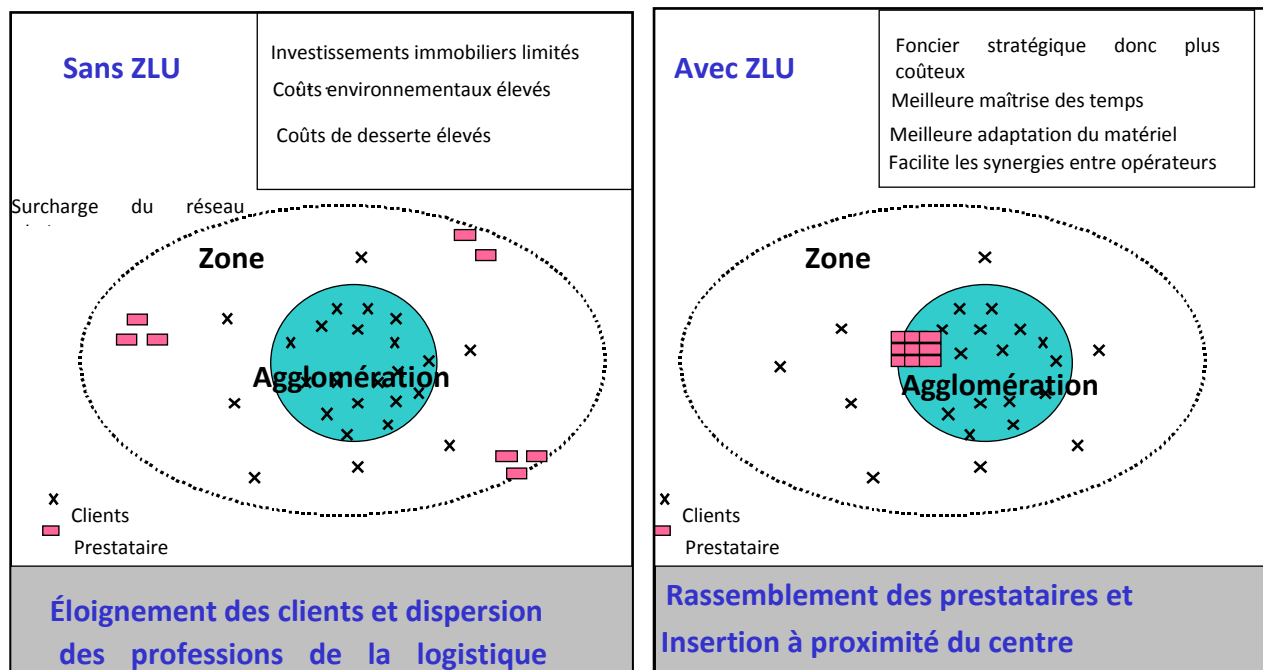 Sans ZLU
Investissements immobiliers limités
Coûts environnementaux élevés
Coûts de desserte élevés
Surcharge du réseau
Zone
Agglomération
Clients
Prestataire
Éloignement des clients et dispersion
des professions de la logistique
Avec ZLU
Foncier stratégique donc plus
coûteux
Meilleure maîtrise des temps
Meilleure adaptation du matériel
Facilite les synergies entre opérateurs
Zone
Agglomération
Clients
Prestataire
Rassemblement des prestataires et
Insertion à proximité du centre